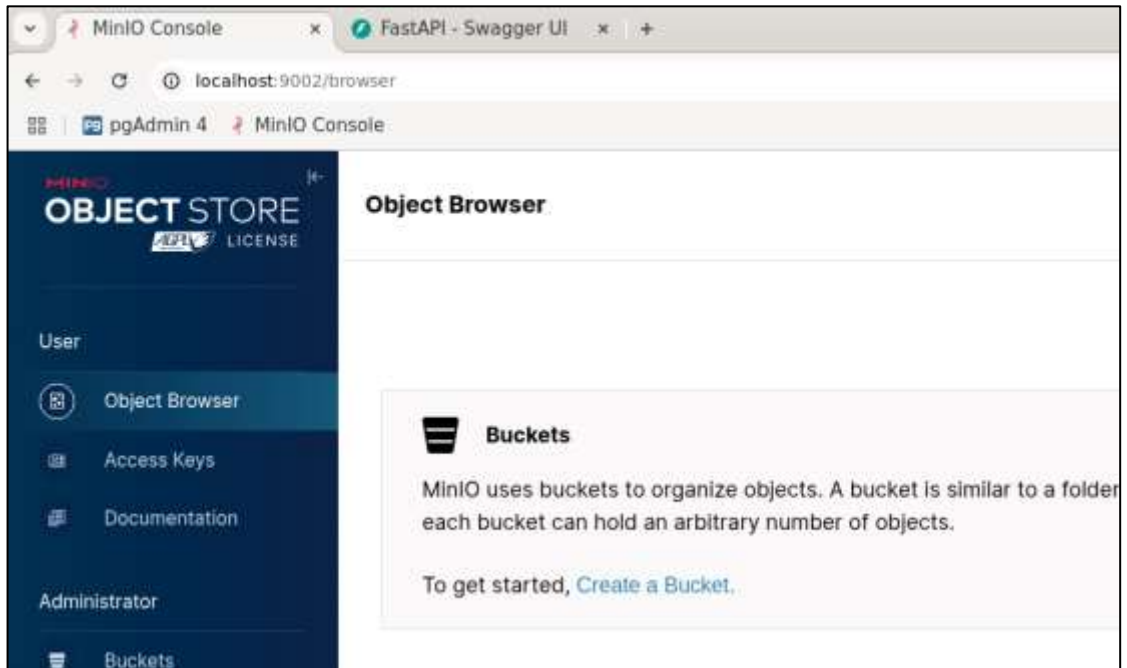 MinIO Console
FastAPI - Swagger UI
localhost:9002/browser
pgAdmin 4
MinIO Console
MINIO
OBJECT STORE
AGPLv3 LICENSE
Object Browser
User
Object Browser
Access Keys
Documentation
Administrator
Buckets
Buckets
MinIO uses buckets to organize objects. A bucket is similar to a folder
each bucket can hold an arbitrary number of objects.
To get started, Create a Bucket.